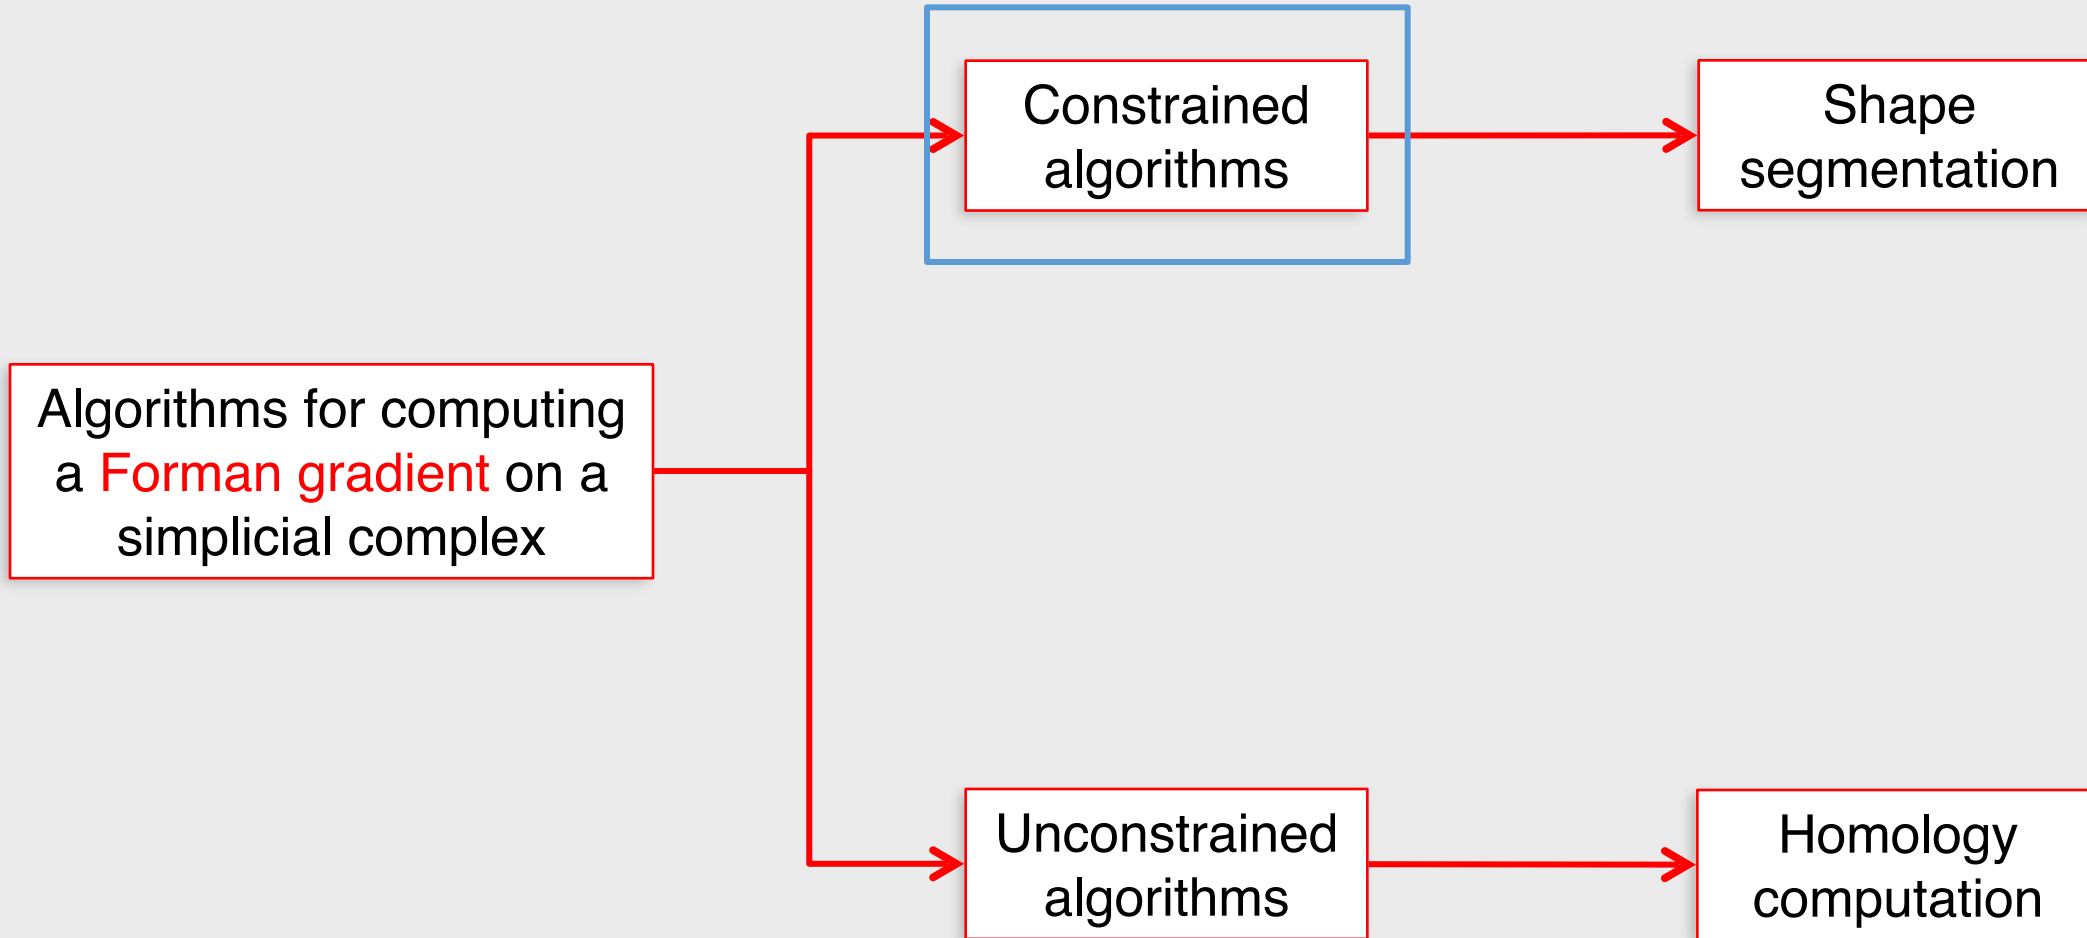 Constrained
algorithms
Shape
segmentation
Algorithms for computing
a Forman gradient on a
simplicial complex
Unconstrained
algorithms
Homology
computation